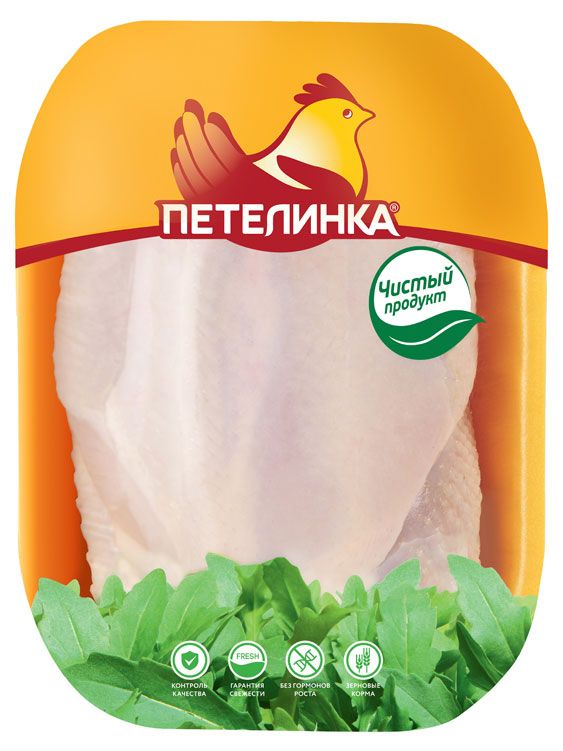 ПЕТЕЛИНКА®
Чистый
продукт
FRESH
КОНТРОЛЬ
КАЧЕСТВА
ГАРАНТИЯ
СВЕЖЕСТИ
БЕЗ ГОРМОНОВ
РОСТА
ЗЕРНОВЫЕ
КОРМА